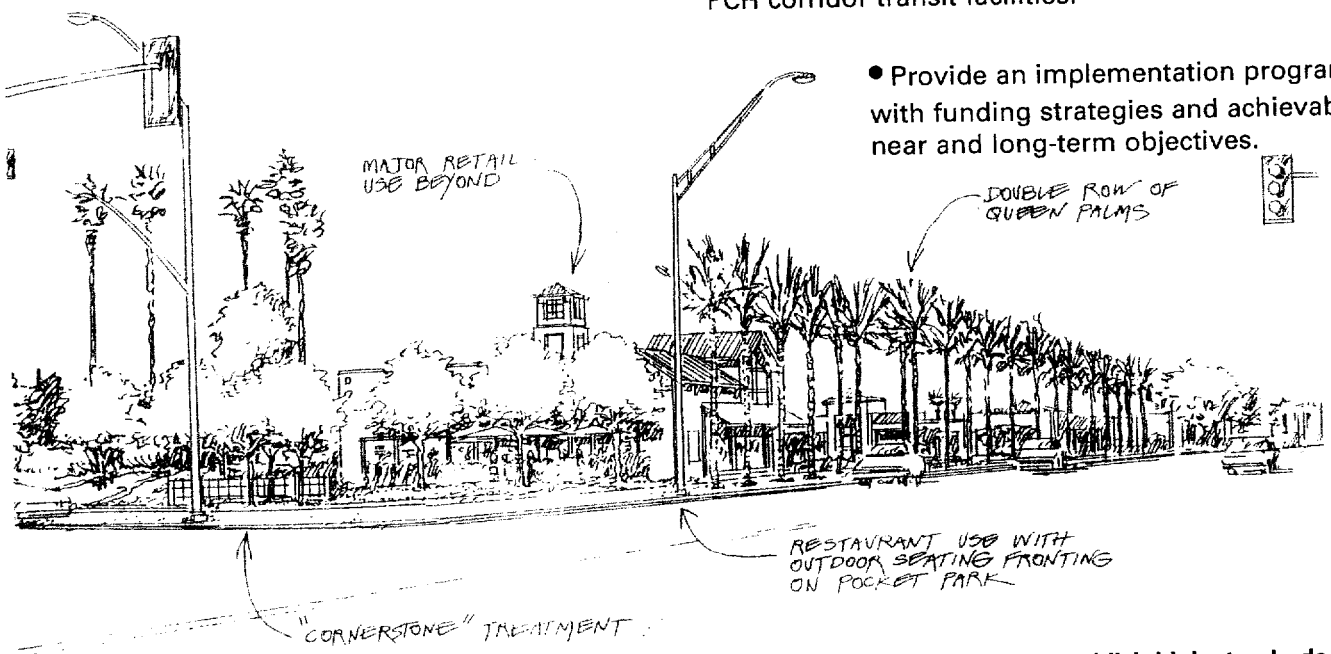 PCH corridor transit facilities.
● Provide an implementation program
with funding strategies and achievab
near and long-term objectives.
MAJOR RETAIL
USE BEYOND
DOUBLE ROW OF
QUEEN PALMS
RESTAURANT USE WITH
OUTDOOR SEATING FRONTING
ON POCKET PARK
"CORNERSTONE" TREATMENT